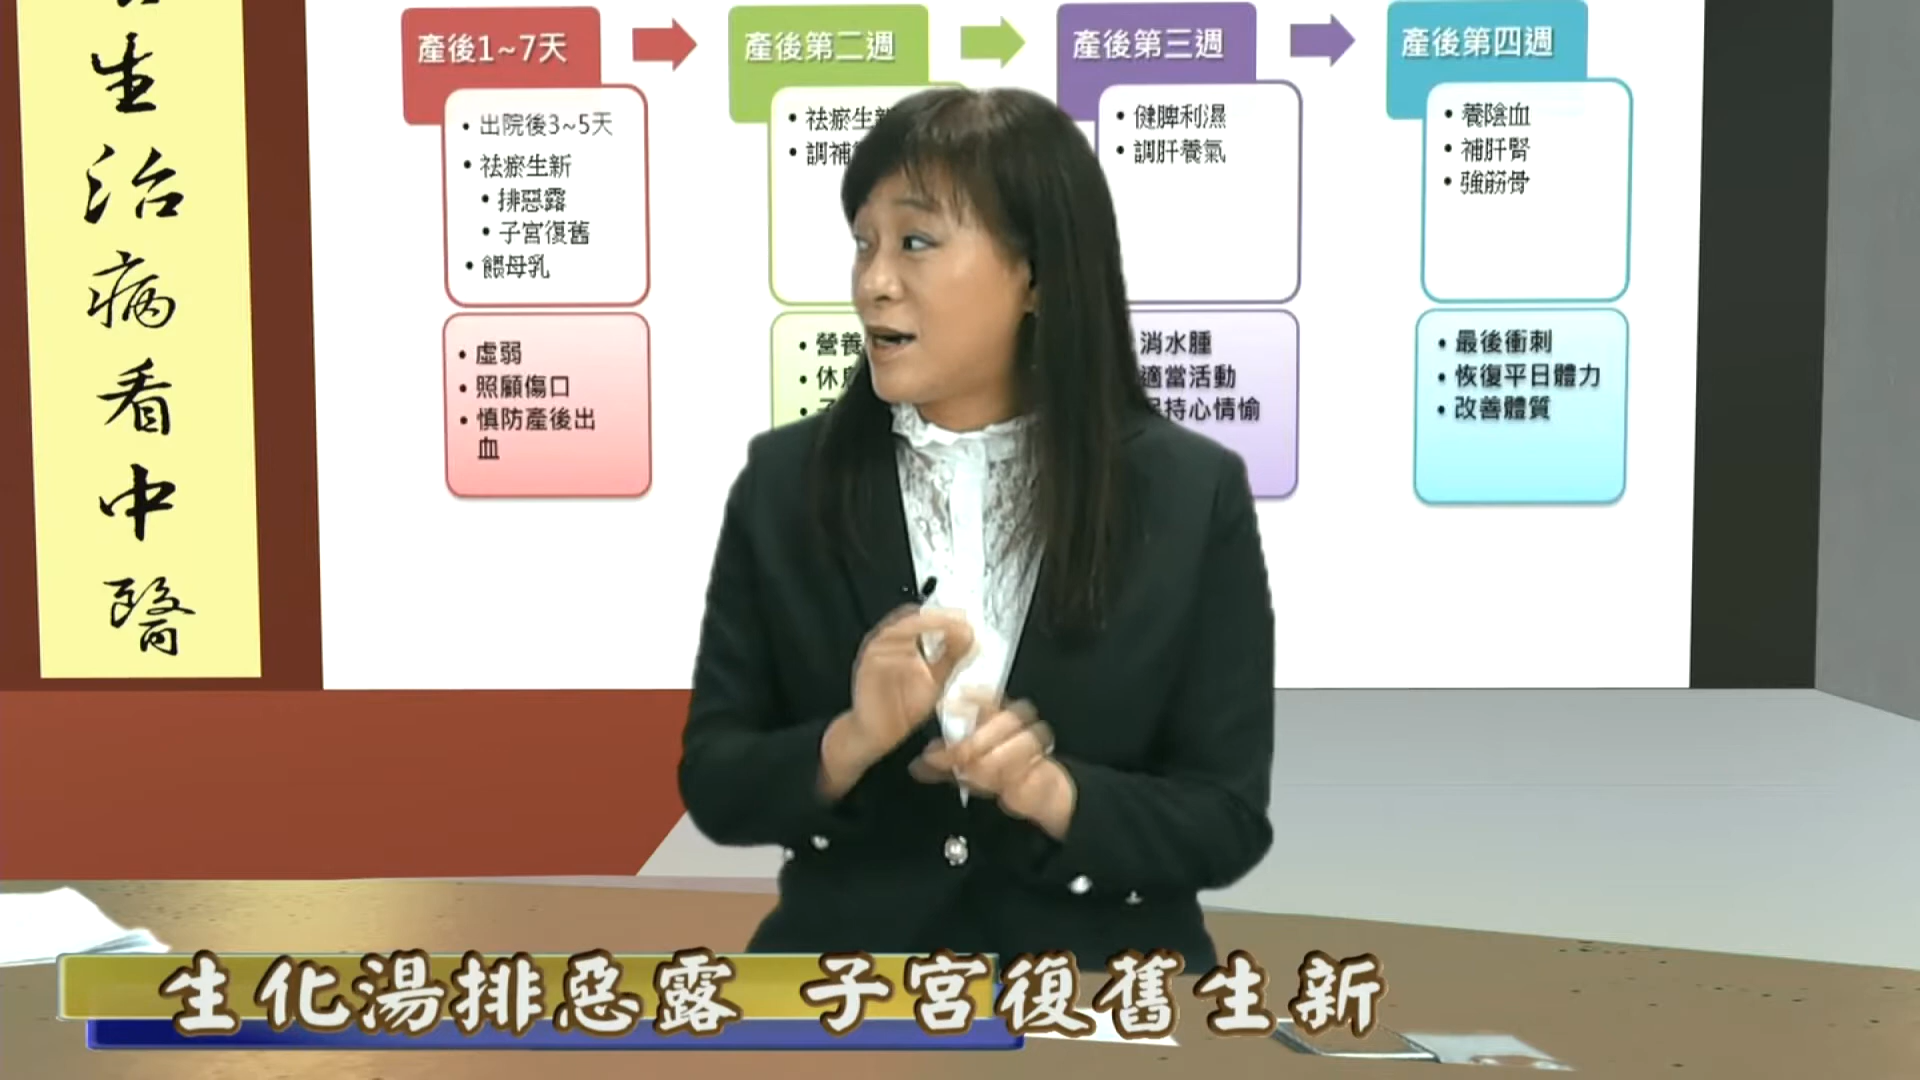 生治病看中醫
產後1~7天
• 出院後3~5天
• 祛瘀生新
• 排惡露
• 子宮復舊
• 餵母乳
• 虛弱
• 照顧傷口
• 慎防產後出
血
產後第二週
• 祛瘀生新
• 調補
• 營養
• 休
產後第三週
• 健脾利濕
• 調肝養氣
消水腫
適當活動
持心情愉
產後第四週
• 養陰血
• 補肝腎
• 強筋骨
• 最後衝刺
• 恢復平日體力
• 改善體質
生化湯排惡露 子宮復舊生新